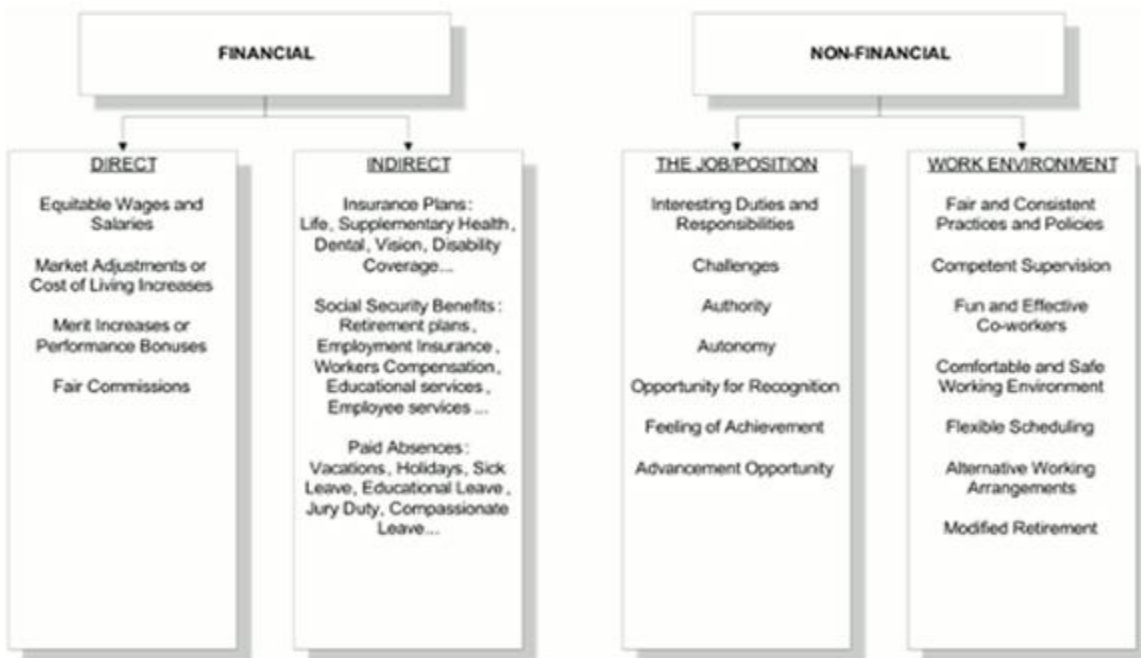 FINANCIAL
NON-FINANCIAL
DIRECT
Equitable Wages and
Salaries
Market Adjustments or
Cost of Living Increases
Merit Increases or
Performance Bonuses
Fair Commissions
INDIRECT
Insurance Plans:
Life, Supplementary Health,
Dental, Vision, Disability
Coverage...
Social Security Benefits:
Retirement plans,
Employment Insurance,
Workers Compensation,
Educational services,
Employee services ...
Paid Absences:
Vacations, Holidays, Sick
Leave, Educational Leave,
Jury Duty, Compassionate
Leave...
THE JOB/POSITION
Interesting Duties and
Responsibilities
Challenges
Authority
Autonomy
Opportunity for Recognition
Feeling of Achievement
Advancement Opportunity
WORK ENVIRONMENT
Fair and Consistent
Practices and Policies
Competent Supervision
Fun and Effective
Co-workers
Comfortable and Safe
Working Environment
Flexible Scheduling
Alternative Working
Arrangements
Modified Retirement